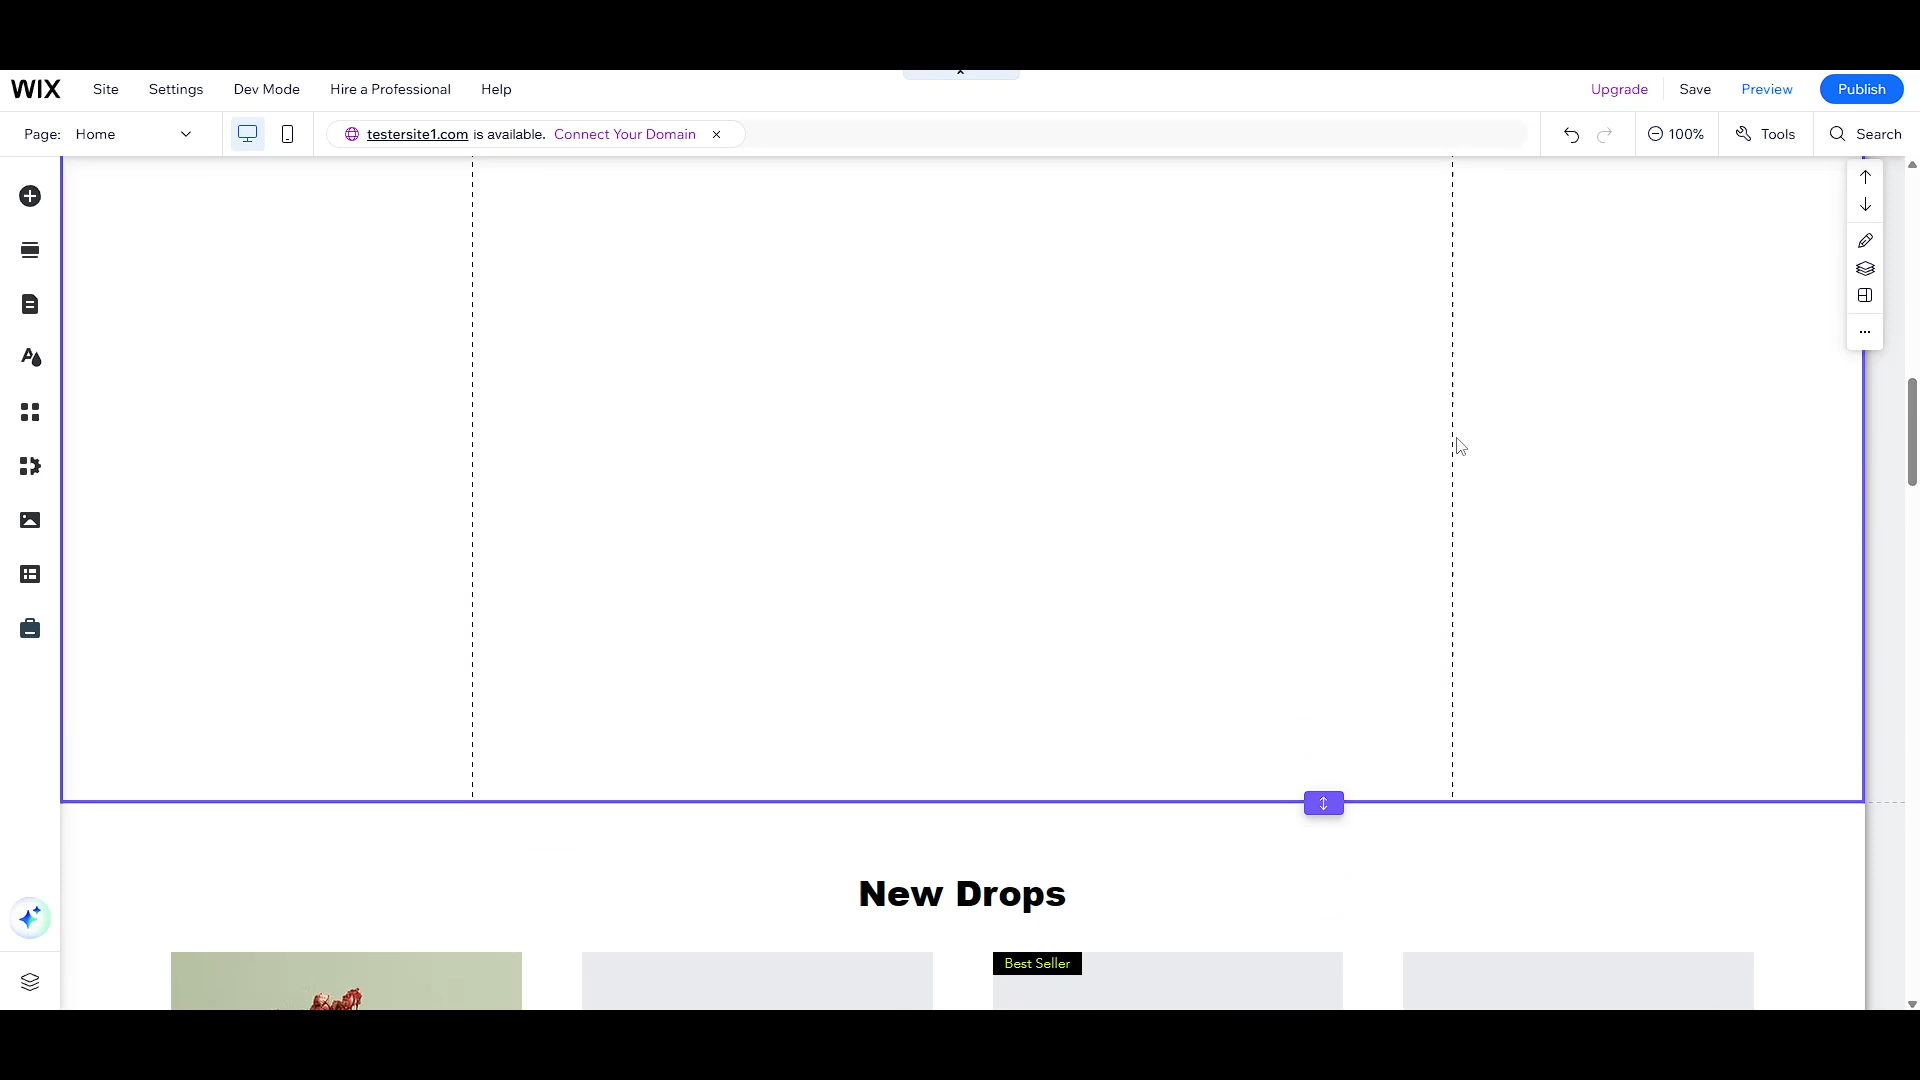 WIX Site Settings Dev Mode Hire a Professional Help Upgrade Save Preview Publish
Page: Home testersite1.com is available. Connect Your Domain 100% Tools Search
New Drops
Best Seller